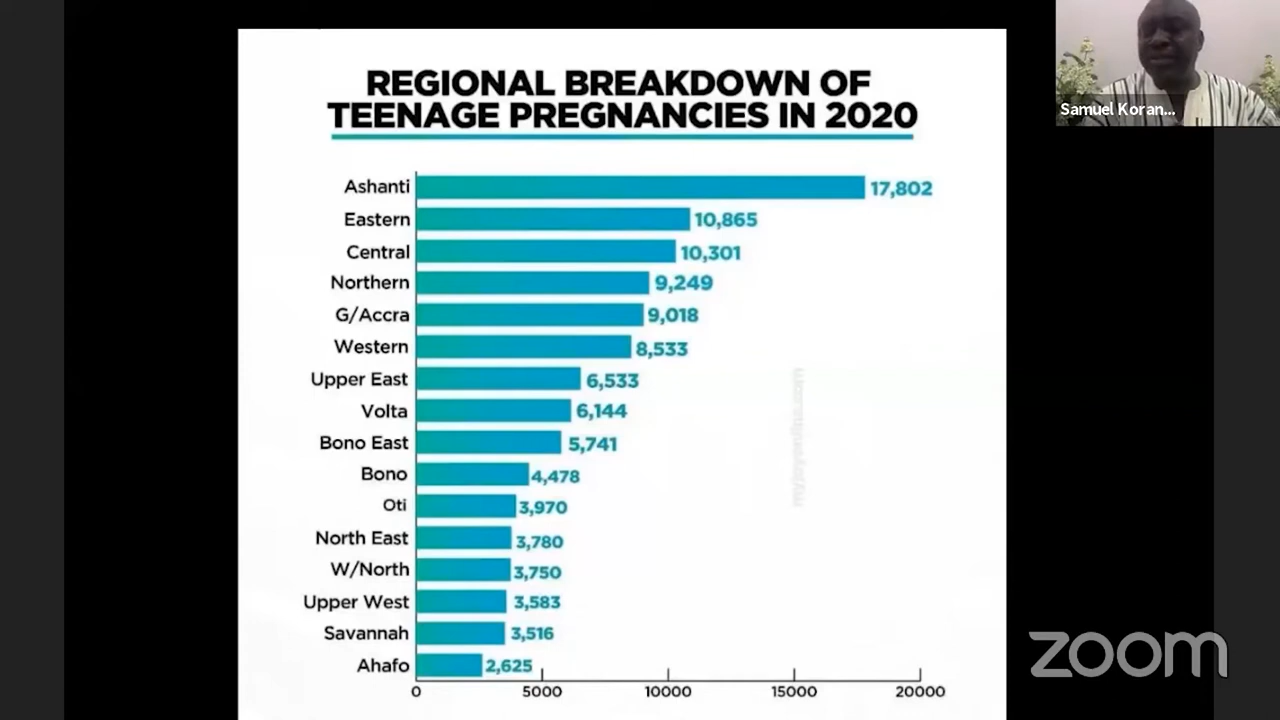 REGIONAL BREAKDOWN OF
TEENAGE PREGNANCIES IN 2020
Samuel Koran...
Ashanti 17,802
Eastern 10,865
Central 10,301
Northern 9,249
G/Accra 9,018
Western 8,533
Upper East 6,533
Volta 6,144
Bono East 5,741
Bono 4,478
Oti 3,970
North East 3,780
W/North 3,750
Upper West 3,583
Savannah 3,516
Ahafo 2,625
0 5000 10000 15000 20000
myjoyonline.com
zoom